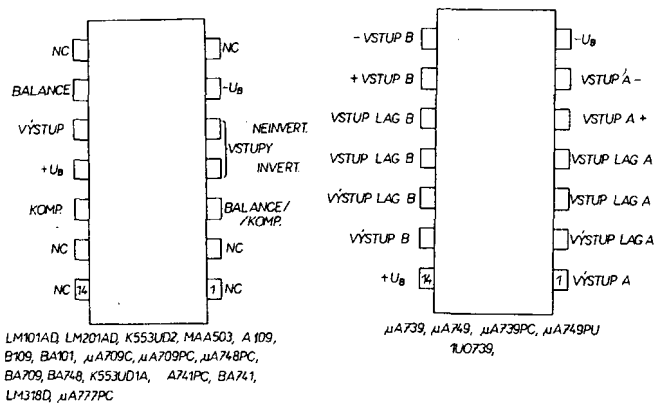 NC
NC
BALANCE
-UB
VÝSTUP
NEINVERT.
VSTUPY
+UB
INVERT.
KOMP.
BALANCE/
/KOMP.
NC
NC
NC 14
1 NC
LM101AD, LM201AD, K553UD2, MAA503, A109,
B109, BA101, µA709C, µA709PC, µA748PC,
BA709, BA748, K553UD1A, A741PC, BA741,
LM318D, µA777PC
- VSTUP B
-UB
+ VSTUP B
VSTUP A -
VSTUP LAG B
VSTUP A +
VSTUP LAG B
VSTUP LAG A
VÝSTUP LAG B
VSTUP LAG A
VÝSTUP B
VÝSTUP LAG A
+UB 14
1 VÝSTUP A
µA739, µA749, µA739PC, µA749PU
1UO739,